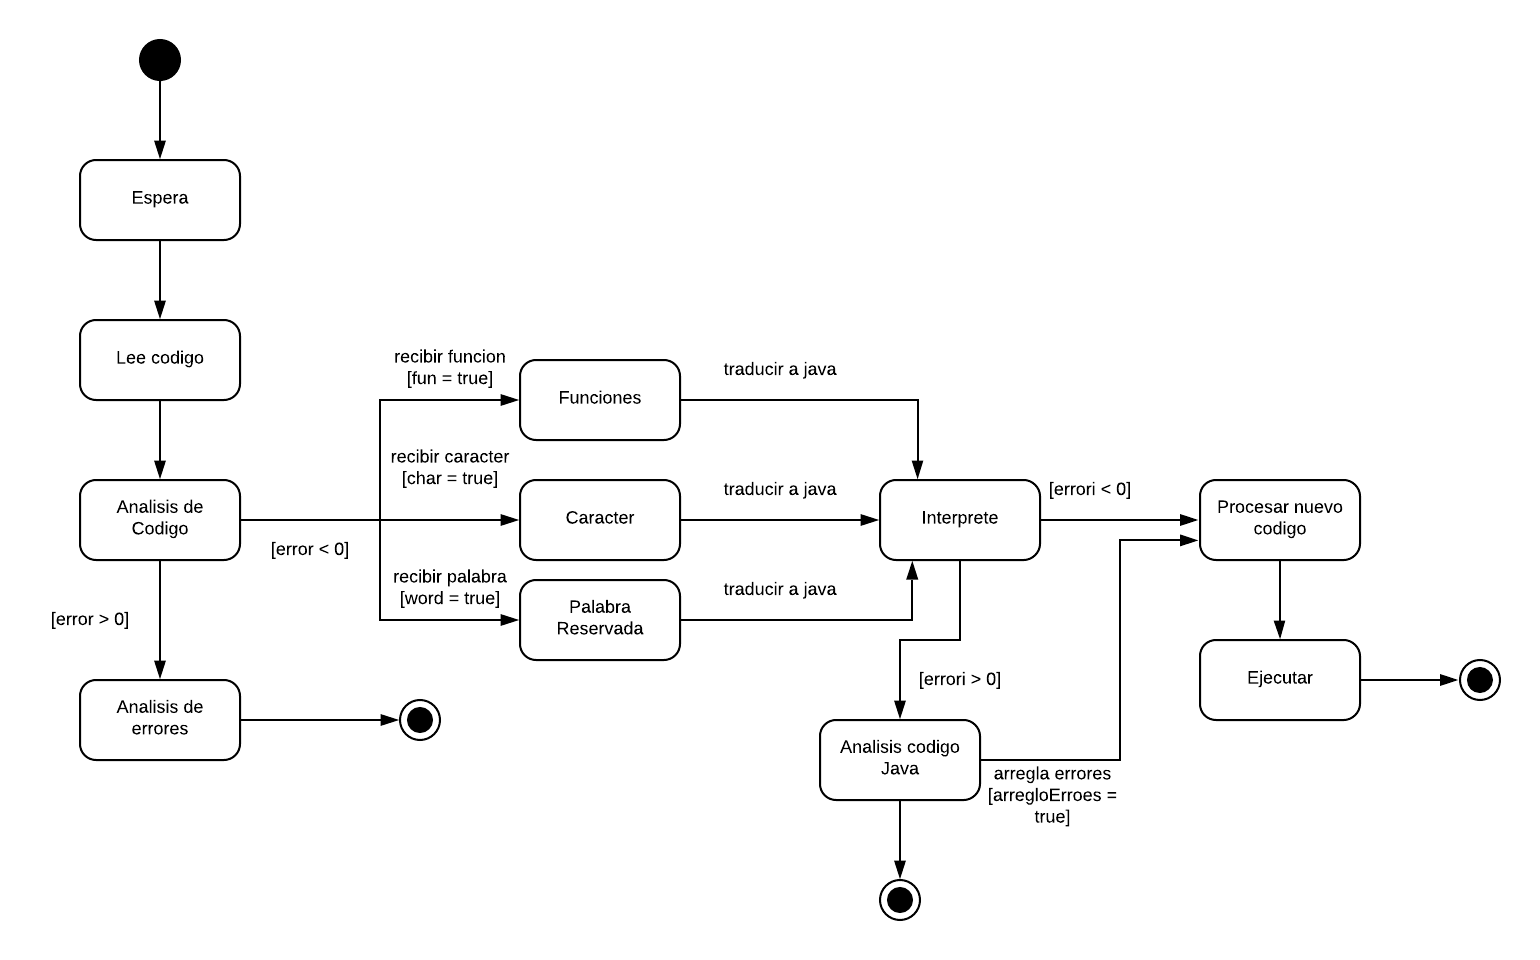 Espera
Lee codigo
Analisis de
Codigo
[error < 0]
[error > 0]
Analisis de
errores
recibir funcion
[fun = true]
Funciones
traducir a java
recibir caracter
[char = true]
Caracter
traducir a java
recibir palabra
[word = true]
Palabra
Reservada
traducir a java
Interprete
[errori < 0]
[errori > 0]
Analisis codigo
Java
arregla errores
[arregloErroes =
true]
Procesar nuevo
codigo
Ejecutar